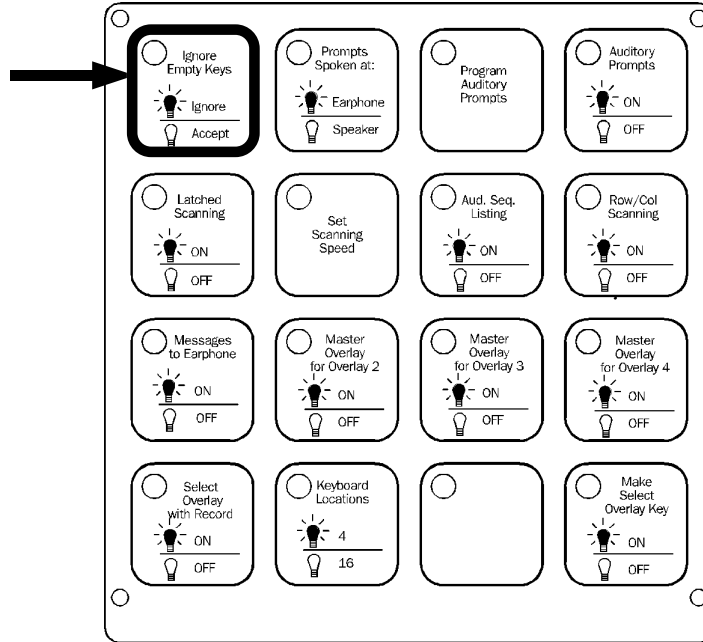 Ignore
Empty Keys
Ignore
Accept
Prompts
Spoken at:
Earphone
Speaker
Program
Auditory
Prompts
Auditory
Prompts
ON
OFF
Latched
Scanning
ON
OFF
Set
Scanning
Speed
Aud. Seq.
Listing
ON
OFF
Row/Col
Scanning
ON
OFF
Messages
to Earphone
ON
OFF
Master
Overlay
for Overlay 2
ON
OFF
Master
Overlay
for Overlay 3
ON
OFF
Master
Overlay
for Overlay 4
ON
OFF
Select
Overlay
with Record
ON
OFF
Keyboard
Locations
4
16
Make
Select
Overlay Key
ON
OFF